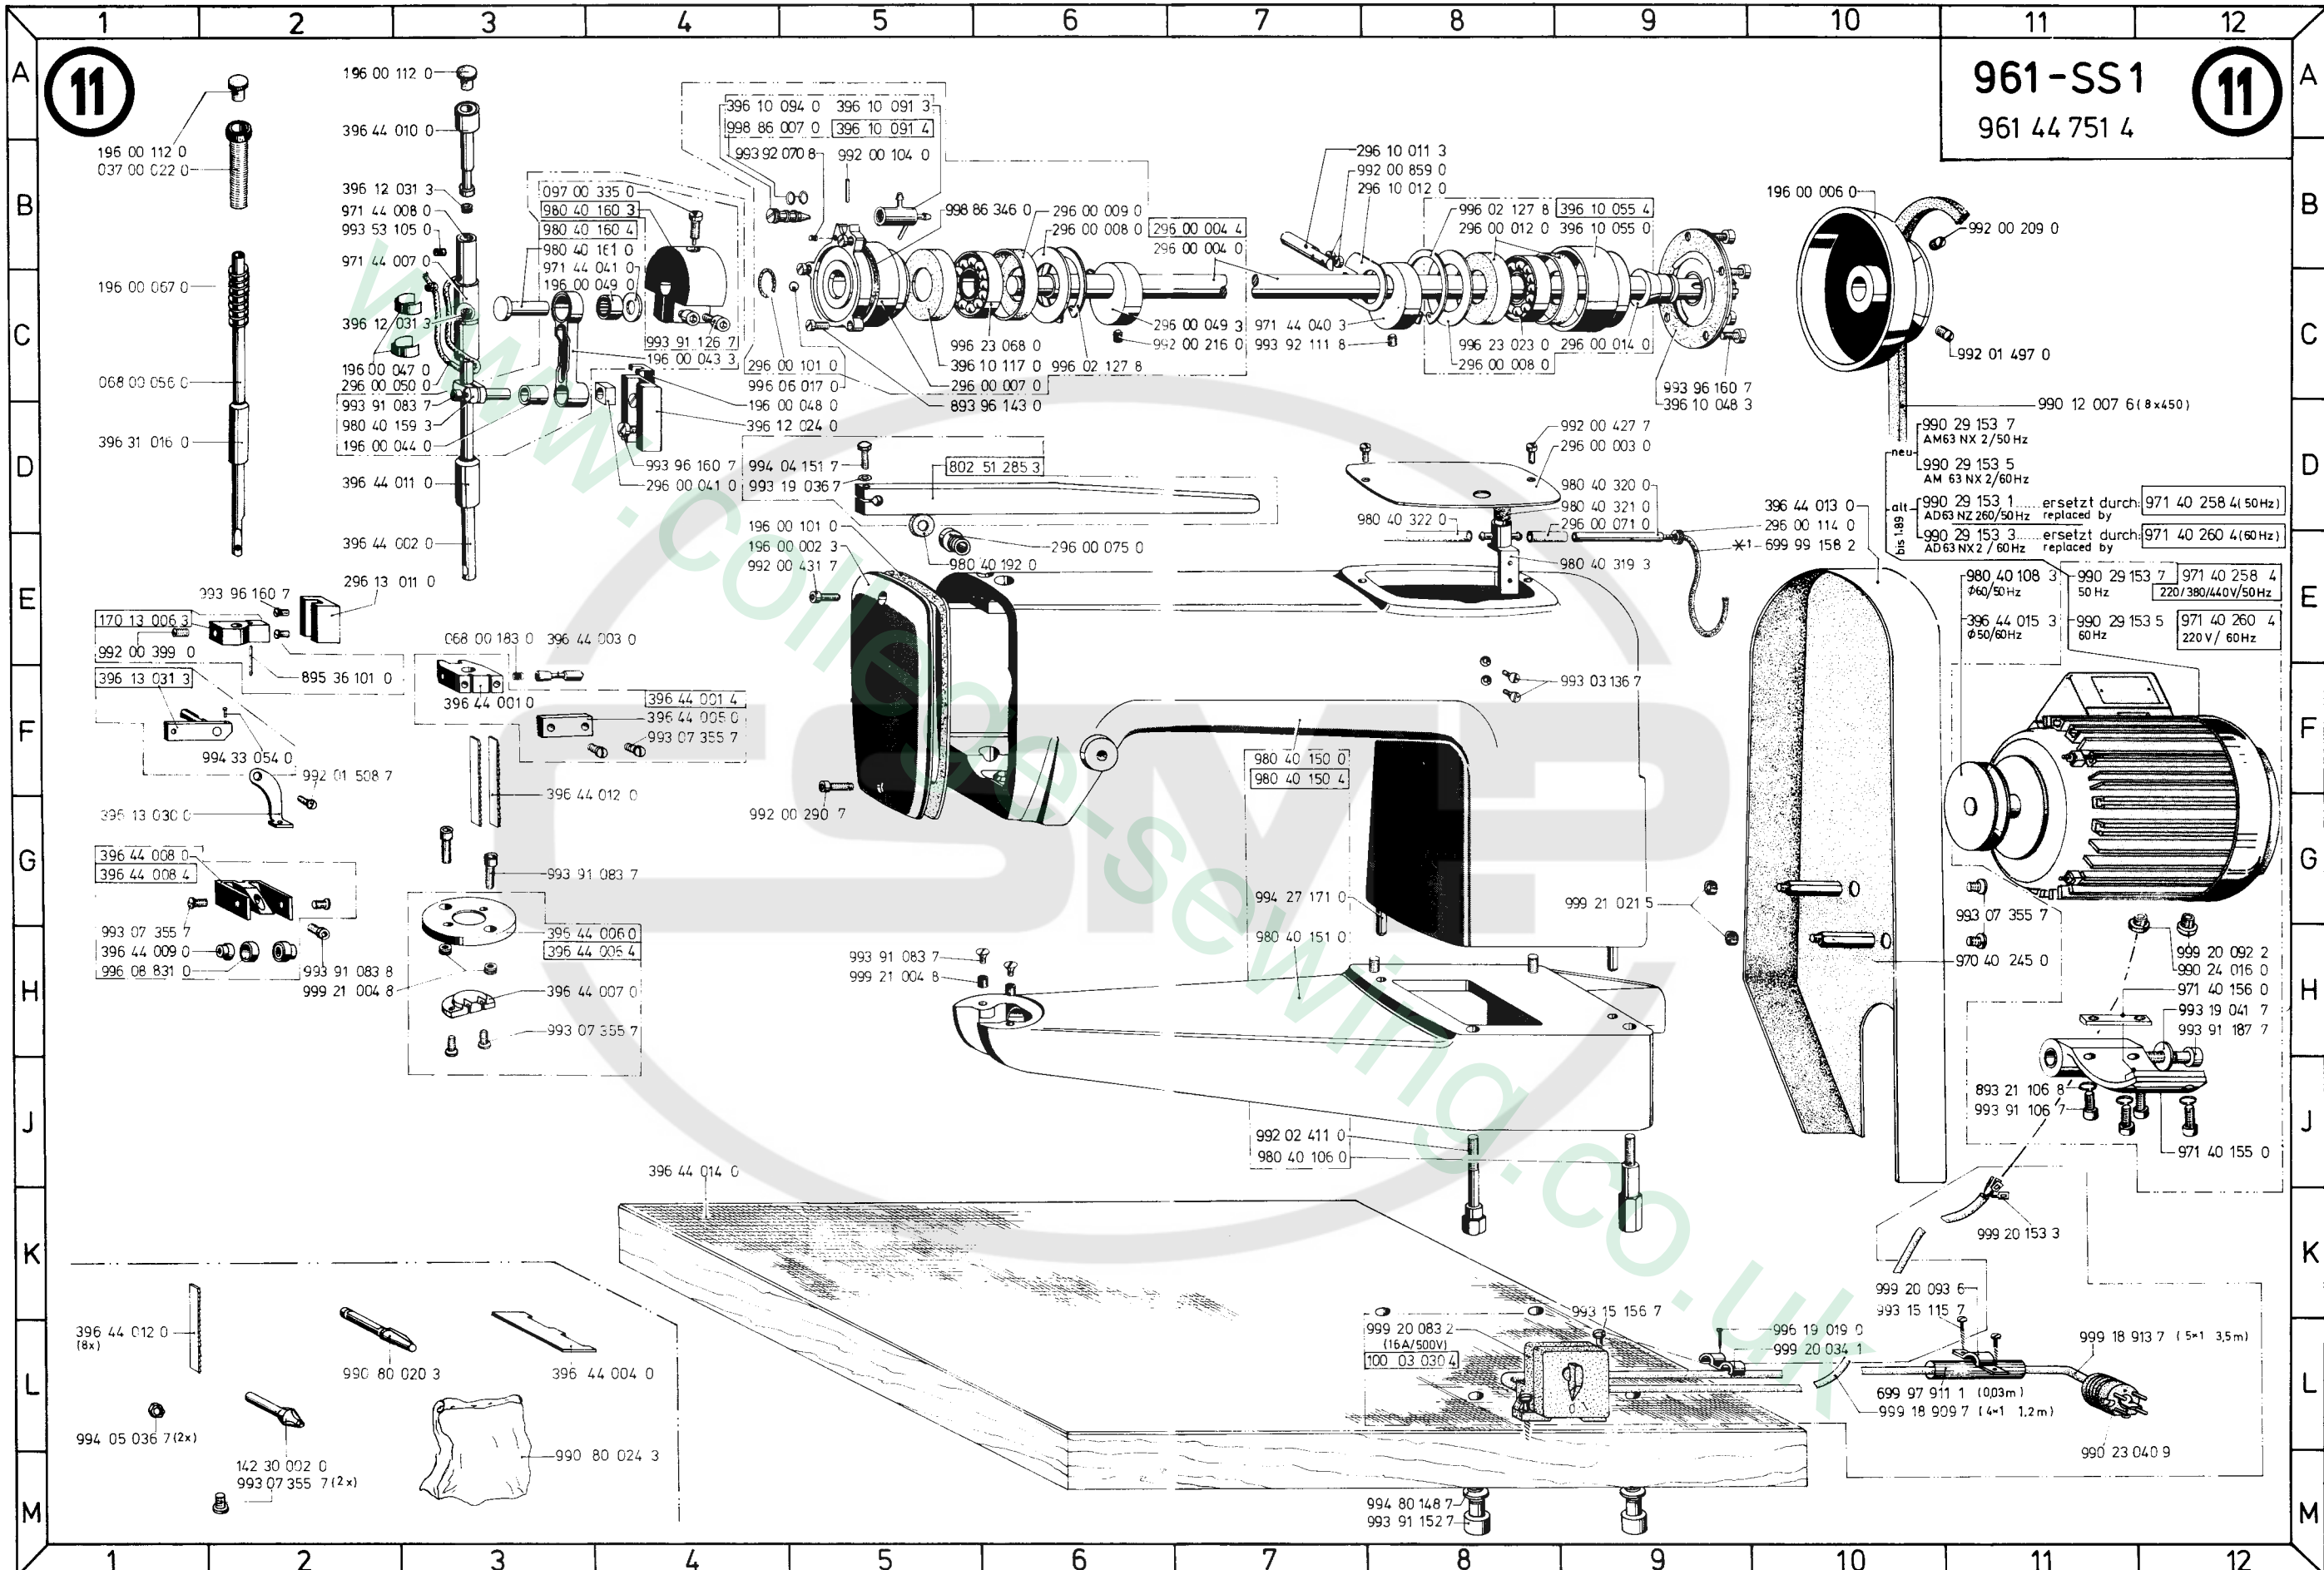 1 2 3 4 5 6 7 8 9 10 11 12
A B C D E F G H J K L M
11
961-SS1
961 44 751 4
11
196 00 112 0
037 00 022 0
196 00 067 0
068 00 056 0
396 31 016 0
196 00 112 0
396 44 010 0
396 12 031 3
971 44 008 0
993 53 105 0
971 44 007 0
396 12 031 3
196 00 047 0
296 00 050 0
993 91 083 7
980 40 159 3
196 00 044 0
396 44 011 0
396 44 002 0
097 00 335 0
980 40 160 3
980 40 160 4
980 40 161 0
971 44 041 0
196 00 049 0
993 91 126 7
196 00 043 3
196 00 048 0
396 12 024 0
993 96 160 7
296 00 041 0
396 10 094 0
396 10 091 3
998 86 007 0
396 10 091 4
993 92 070 8
992 00 104 0
998 86 346 0
296 00 009 0
296 00 008 0
296 00 004 4
296 00 004 0
296 00 049 3
992 00 216 0
996 23 068 0
396 10 117 0
996 02 127 8
296 00 007 0
893 96 143 0
296 00 101 0
996 06 017 0
296 10 011 3
992 00 859 0
296 10 012 0
996 02 127 8
396 10 055 4
296 00 012 0
396 10 055 0
971 44 040 3
993 92 111 8
996 23 023 0
296 00 014 0
296 00 008 0
993 96 160 7
396 10 048 3
196 00 006 0
992 00 209 0
992 01 497 0
990 12 007 6 (8x450)
neu
990 29 153 7
AM63 NX 2/50 Hz
990 29 153 5
AM 63 NX 2/60Hz
alt
bis 1.89
990 29 153 1 ... ersetzt durch: 971 40 258 4 (50Hz)
AD63 NZ 260/50Hz replaced by
990 29 153 3 ... ersetzt durch: 971 40 260 4 (60Hz)
AD63 NX2 / 60Hz replaced by
994 04 151 7
993 19 036 7
802 51 285 3
196 00 101 0
196 00 002 3
992 00 431 7
296 00 075 0
980 40 192 0
992 00 427 7
296 00 003 0
980 40 320 0
980 40 321 0
980 40 322 0
296 00 071 0
396 44 013 0
296 00 114 0
*1 699 99 158 2
980 40 319 3
980 40 108 3
Φ60/50Hz
990 29 153 7
50 Hz
971 40 258 4
220/380/440V/50Hz
396 44 015 3
Φ50/60Hz
990 29 153 5
60Hz
971 40 260 4
220 V/ 60Hz
296 13 011 0
993 96 160 7
170 13 006 3
992 00 399 0
895 36 101 0
396 13 031 3
994 33 054 0
992 01 508 7
396 44 008 0
396 44 008 4
993 07 355 7
396 44 009 0
996 08 831 0
993 91 083 8
999 21 004 8
068 00 183 0
396 44 003 0
396 44 001 0
396 44 001 4
396 44 005 0
993 07 355 7
396 44 012 0
993 91 083 7
396 44 006 0
396 44 006 4
396 44 007 0
993 07 355 7
992 00 290 7
993 03 136 7
980 40 150 0
980 40 150 4
994 27 171 0
980 40 151 0
999 21 021 5
993 91 083 7
999 21 004 8
993 07 355 7
970 40 245 0
999 20 092 2
990 24 016 0
971 40 156 0
993 19 041 7
993 91 187 7
893 21 106 8
993 91 106 7
971 40 155 0
992 02 411 0
980 40 106 0
396 44 014 0
999 20 153 3
396 44 012 0
(8x)
990 80 020 3
396 44 004 0
994 05 036 7 (2x)
142 30 002 0
993 07 355 7 (2x)
990 80 024 3
999 20 083 2
(16A/500V)
100 03 030 4
993 15 156 7
999 20 093 6
993 15 115 7
996 19 019 0
999 20 034 1
999 18 913 7 (5×1 3,5m)
699 97 911 1 (0,03m)
999 18 909 7 (4×1 1,2m)
990 23 040 9
994 80 148 7
993 91 152 7
CSMP
www.college-sewing.co.uk
1 2 3 4 5 6 7 8 9 10 11 12